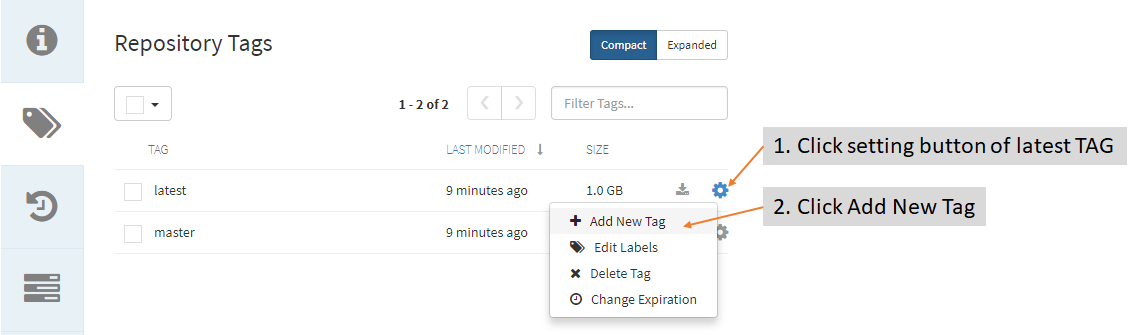 Repository Tags
Compact Expanded
1 - 2 of 2 Filter Tags...
TAG LAST MODIFIED SIZE
1. Click setting button of latest TAG
latest 9 minutes ago 1.0 GB
2. Click Add New Tag
Add New Tag
master 9 minutes ago
Edit Labels
Delete Tag
Change Expiration